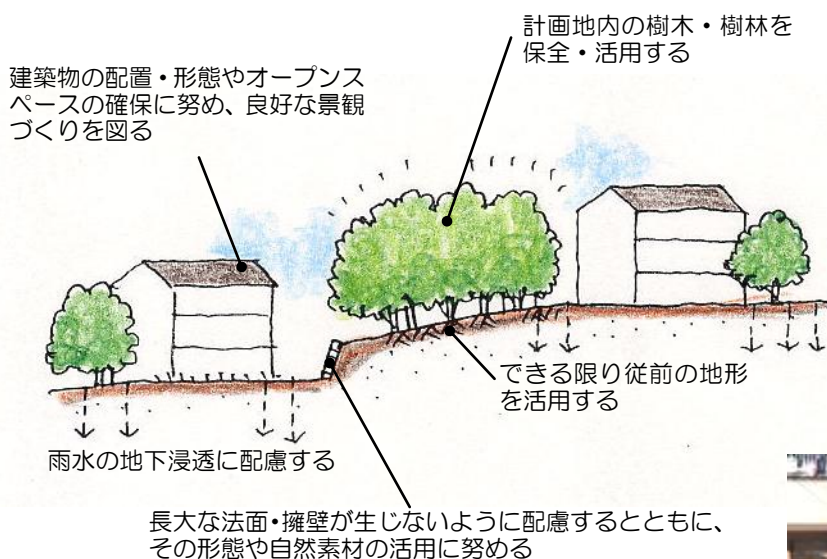 計画地内の樹木・樹林を
保全・活用する
建築物の配置・形態やオープンス
ペースの確保に努め、良好な景観
づくりを図る
できる限り従前の地形
を活用する
雨水の地下浸透に配慮する
長大な法面・擁壁が生じないように配慮するとともに、
その形態や自然素材の活用に努める